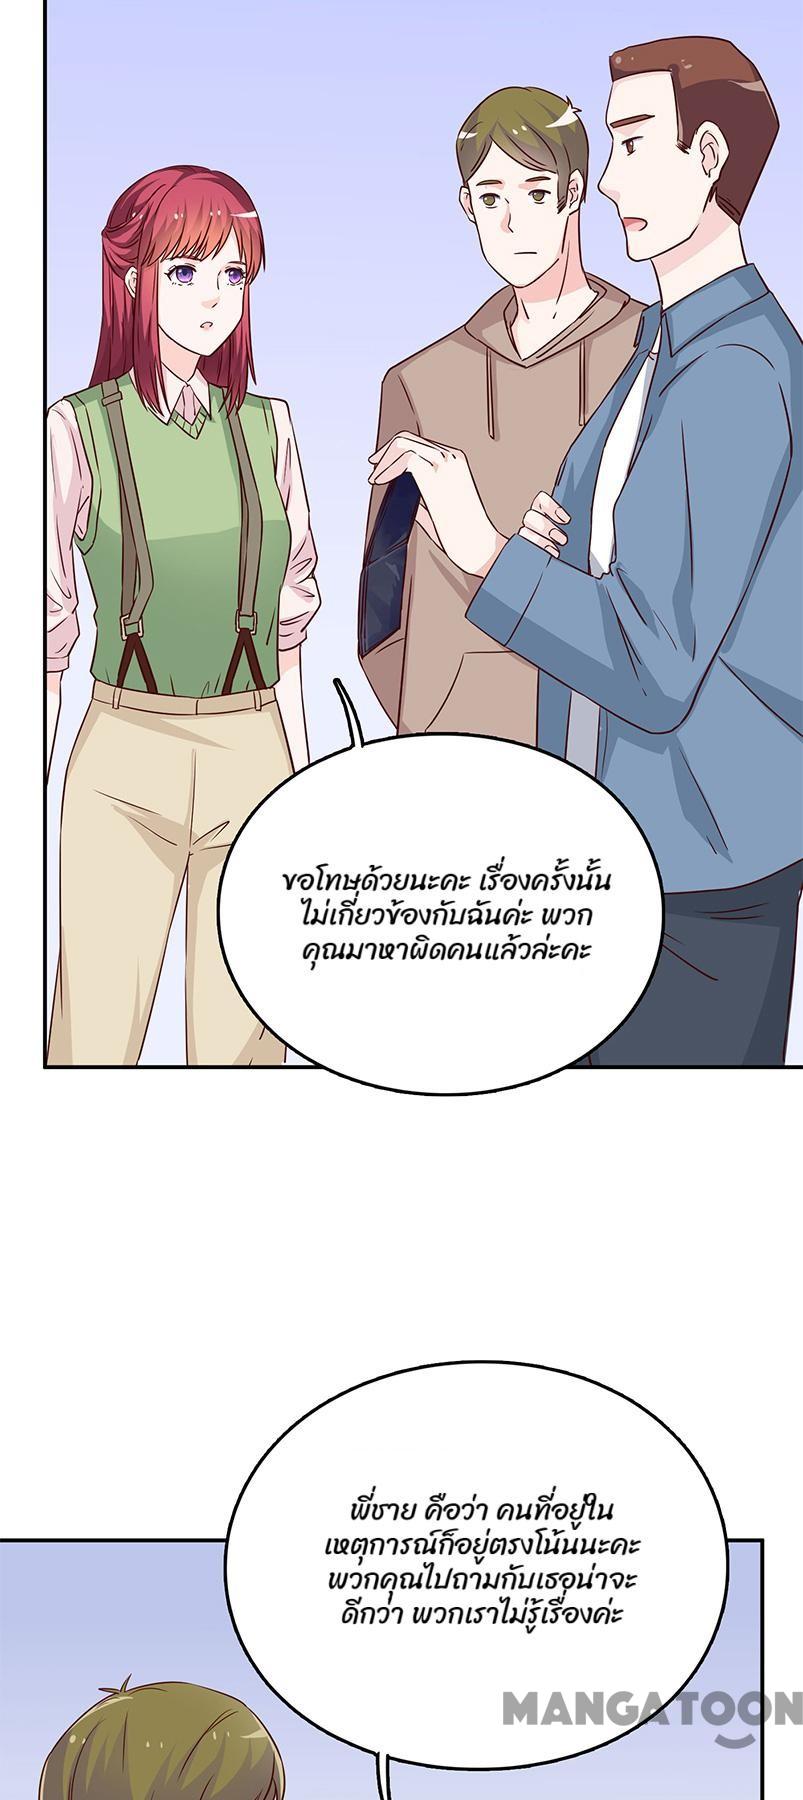 ขอโทษด้วยนะคะ เรื่องครั้งนั้น
ไม่เกี่ยวข้องกับฉันค่ะ พวก
คุณมาหาผิดคนแล้วล่ะคะ
พี่ชาย คือว่า คนที่อยู่ใน
เหตุการณ์ก็อยู่ตรงโน้นนะคะ
พวกคุณไปถามกับเธอน่าจะ
ดีกว่า พวกเราไม่รู้เรื่องค่ะ
MANGATOON